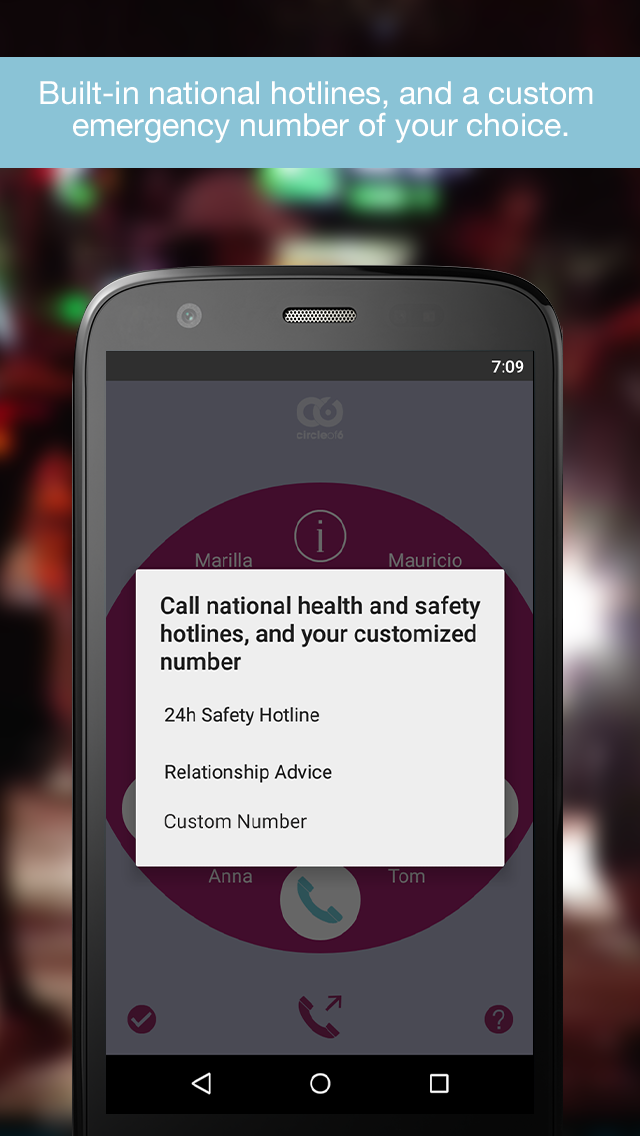 Built-in national hotlines, and a custom
emergency number of your choice.
7:09
circleof6
i
Marilla Mauricio
Call national health and safety
hotlines, and your customized
number
24h Safety Hotline
Relationship Advice
Custom Number
Anna Tom
?